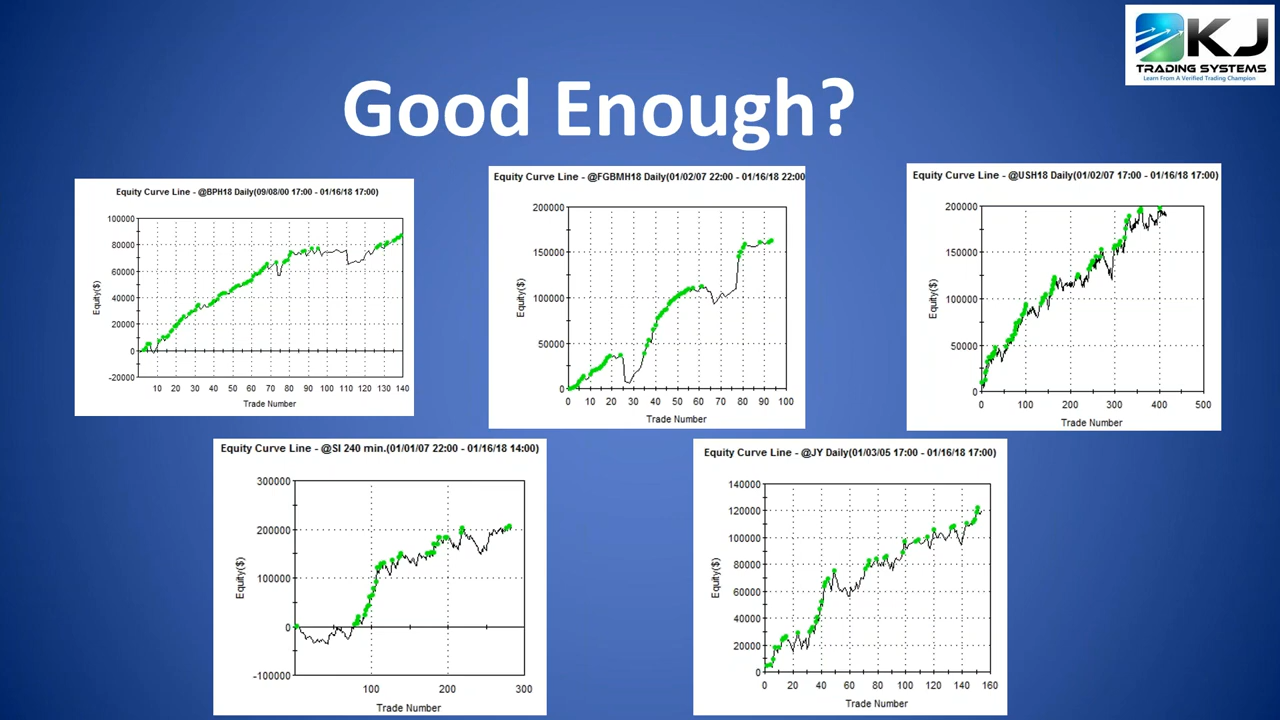 KJ
TRADING SYSTEMS
Learn From A Verified Trading Champion
Good Enough?
Equity Curve Line - @BPH18 Daily(09/08/00 17:00 - 01/16/18 17:00)
100000
80000
60000
40000
20000
0
-20000
Equity($)
10 20 30 40 50 60 70 80 90 100 110 120 130 140
Trade Number
Equity Curve Line - @FGBMH18 Daily(01/02/07 22:00 - 01/16/18 22:00
200000
150000
100000
50000
0
Equity($)
0 10 20 30 40 50 60 70 80 90 100
Trade Number
Equity Curve Line - @USH18 Daily(01/02/07 17:00 - 01/16/18 17:00)
200000
150000
100000
50000
0
Equity($)
0 100 200 300 400 500
Trade Number
Equity Curve Line - @SI 240 min.(01/01/07 22:00 - 01/16/18 14:00)
300000
200000
100000
0
-100000
Equity($)
100 200 300
Trade Number
Equity Curve Line - @JY Daily(01/03/05 17:00 - 01/16/18 17:00)
140000
120000
100000
80000
60000
40000
20000
0
Equity($)
0 20 40 60 80 100 120 140 160
Trade Number